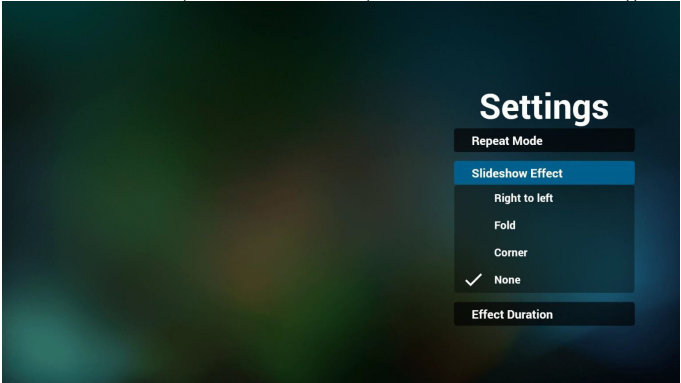 Settings
Repeat Mode
Slideshow Effect
Right to left
Fold
Corner
None
Effect Duration